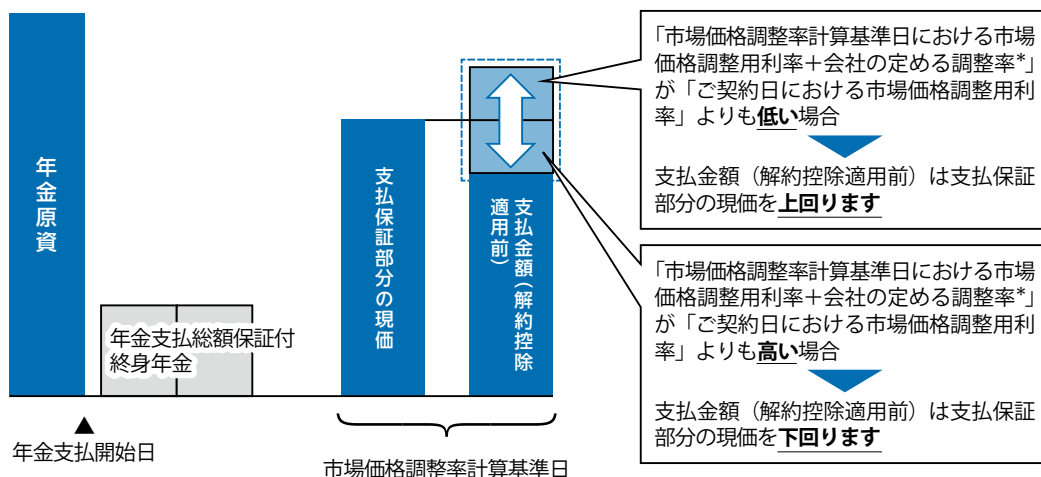 年金原資
年金支払総額保証付
終身年金
支払保証部分の現価
支払金額（解約控除
適用前）
▲
年金支払開始日
市場価格調整率計算基準日
「市場価格調整率計算基準日における市場
価格調整用利率＋会社の定める調整率*」
が「ご契約日における市場価格調整用利
率」よりも低い場合
支払金額（解約控除適用前）は支払保証
部分の現価を上回ります
「市場価格調整率計算基準日における市場
価格調整用利率＋会社の定める調整率*」
が「ご契約日における市場価格調整用利
率」よりも高い場合
支払金額（解約控除適用前）は支払保証
部分の現価を下回ります